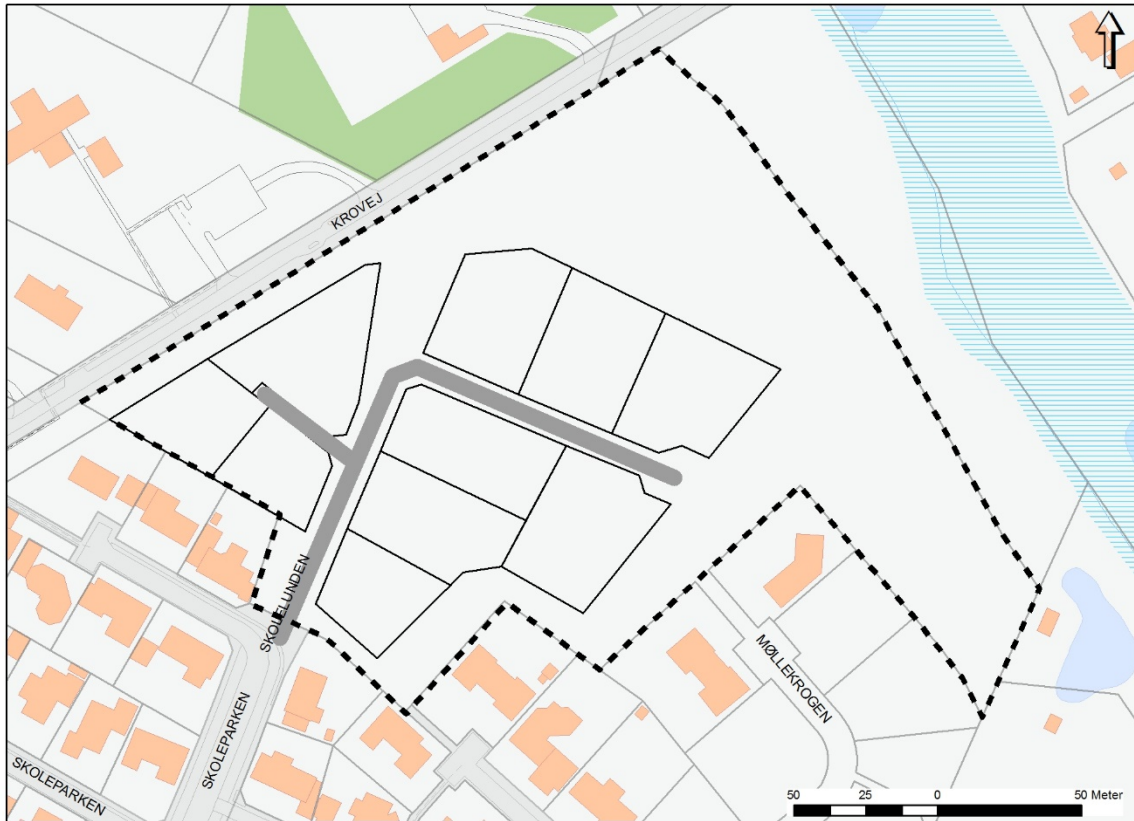 KROVEJ
SKOLELUNDEN
MØLLEKROGEN
SKOLEPARKEN
SKOLEPARKEN
50 25 0 50 Meter